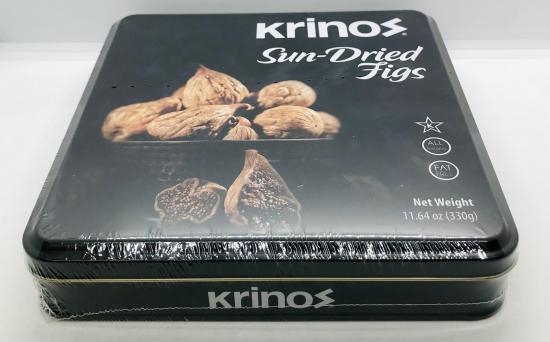 Krinos
Sun-Dried
Figs
K
ALL
FAT
Net Weight
11.64 oz (330g)
Krinos